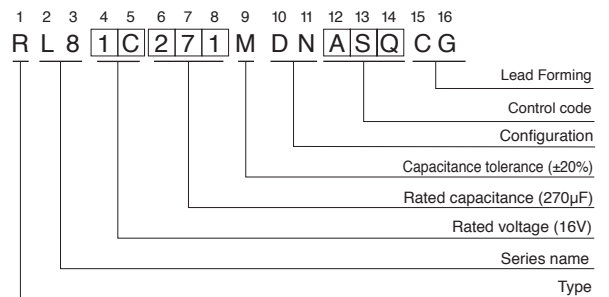 1 2 3 4 5 6 7 8 9 10 11 12 13 14 15 16
R L 8 1 C 2 7 1 M D N A S Q C G
Lead Forming
Control code
Configuration
Capacitance tolerance (±20%)
Rated capacitance (270µF)
Rated voltage (16V)
Series name
Type